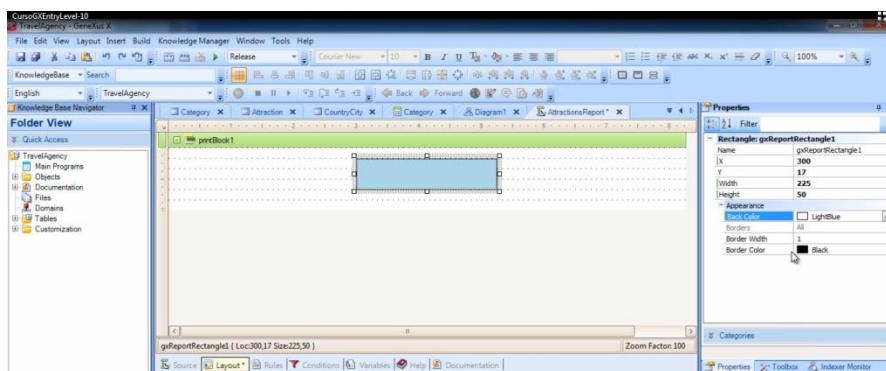 CursoGXEntryLevel-10
TravelAgency - GeneXus X
File Edit View Layout Insert Build Knowledge Manager Window Tools Help
Release Courier New 10 B I U 100%
KnowledgeBase Search
English TravelAgency Back Forward
Knowledge Base Navigator
Folder View
Quick Access
TravelAgency
Main Programs
Objects
Documentation
Files
Domains
Tables
Customization
Category Attraction CountryCity Category Diagram1 AttractionsReport *
printBlock1
gxReportRectangle1 ( Loc:300,17 Size:225,50 ) Zoom Factor: 100
Source Layout * Rules Conditions Variables Help Documentation
Properties
Filter
Rectangle: gxReportRectangle1
Name gxReportRectangle1
X 300
Y 17
Width 225
Height 50
Appearance
Back Color LightBlue
Borders All
Border Width 1
Border Color Black
Categories
Properties Toolbox Indexer Monitor